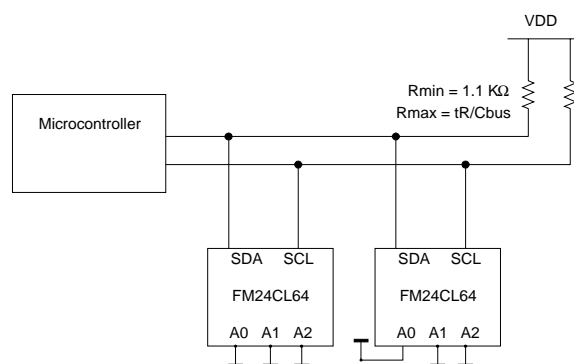 VDD
Rmin = 1.1 KΩ
Rmax = tR/Cbus
Microcontroller
SDA SCL
SDA SCL
FM24CL64
FM24CL64
A0 A1 A2
A0 A1 A2